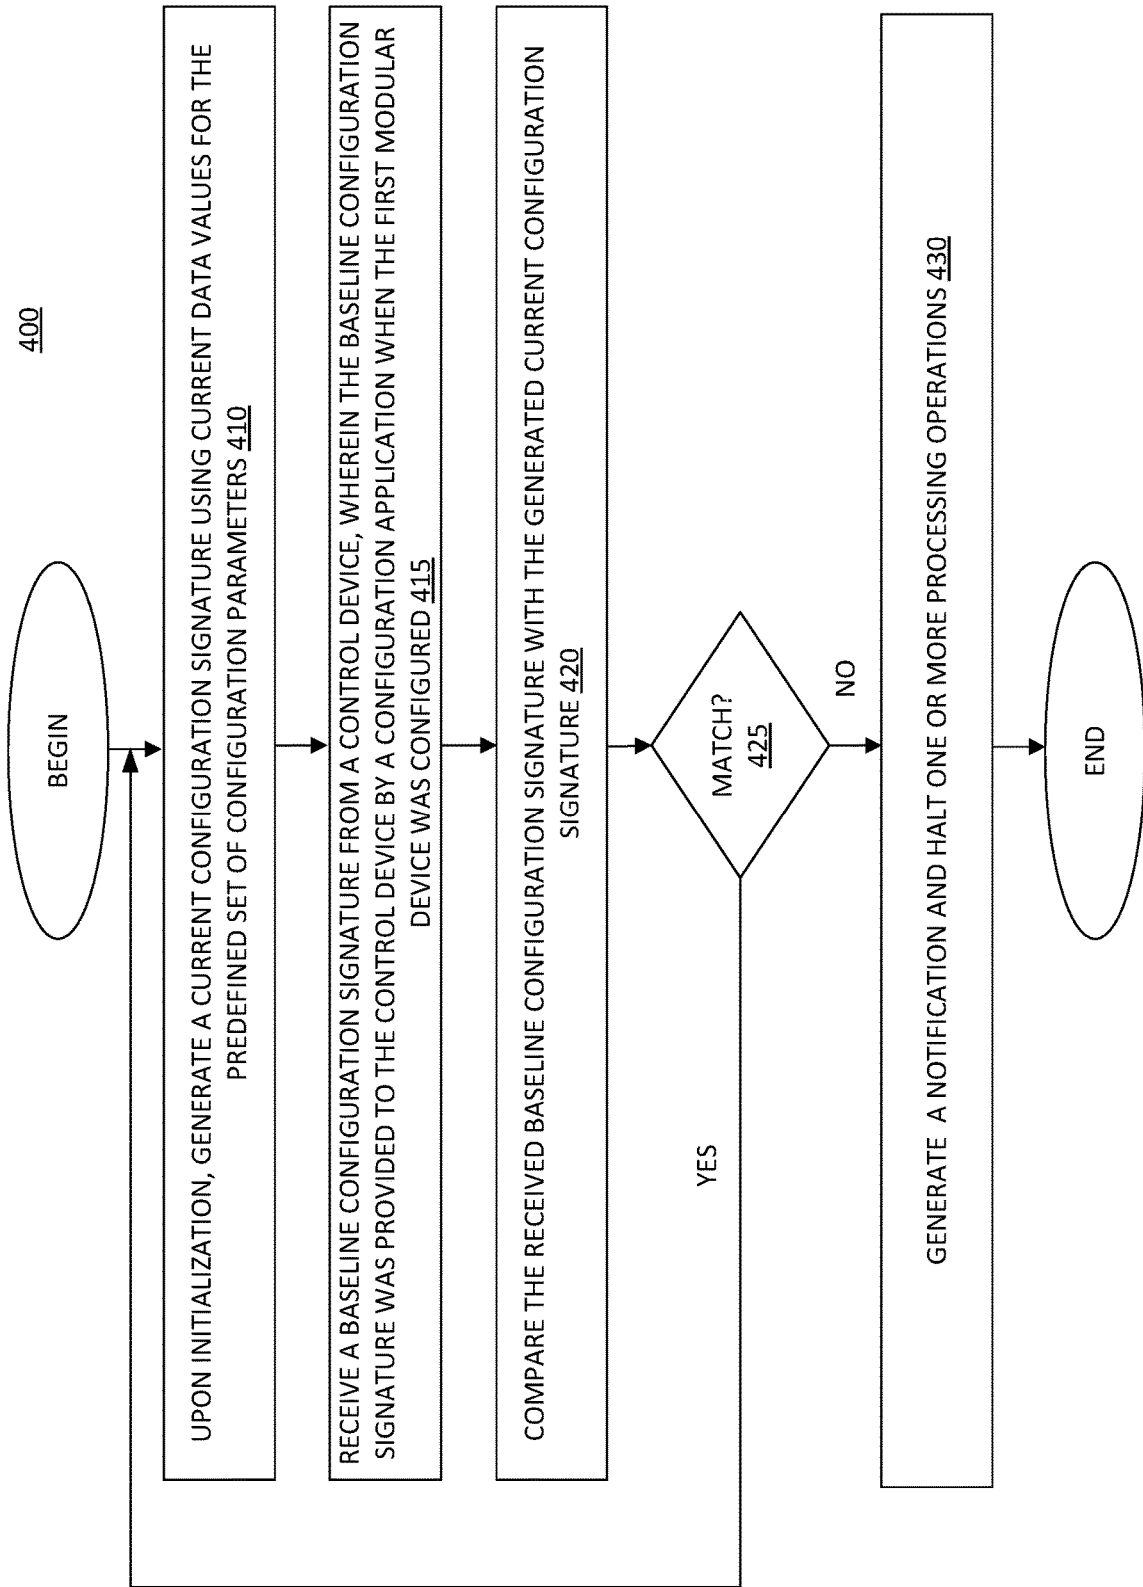 400
BEGIN
UPON INITIALIZATION, GENERATE A CURRENT CONFIGURATION SIGNATURE USING CURRENT DATA VALUES FOR THE
PREDEFINED SET OF CONFIGURATION PARAMETERS 410
RECEIVE A BASELINE CONFIGURATION SIGNATURE FROM A CONTROL DEVICE, WHEREIN THE BASELINE CONFIGURATION
SIGNATURE WAS PROVIDED TO THE CONTROL DEVICE BY A CONFIGURATION APPLICATION WHEN THE FIRST MODULAR
DEVICE WAS CONFIGURED 415
COMPARE THE RECEIVED BASELINE CONFIGURATION SIGNATURE WITH THE GENERATED CURRENT CONFIGURATION
SIGNATURE 420
MATCH?
425
YES
NO
GENERATE A NOTIFICATION AND HALT ONE OR MORE PROCESSING OPERATIONS 430
END